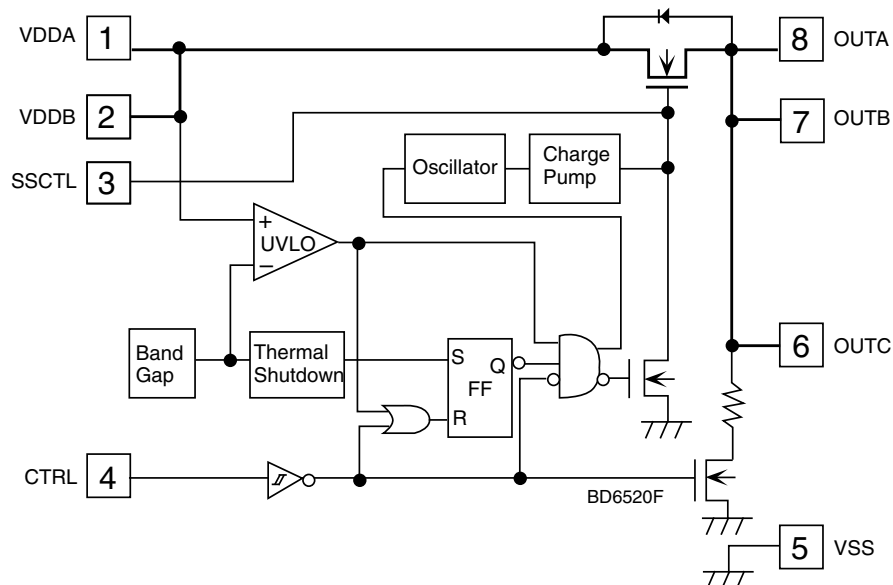 VDDA 1
8 OUTA
VDDB 2
7 OUTB
SSCTL 3
Oscillator
Charge
Pump
+
UVLO
−
Band
Gap
Thermal
Shutdown
S
Q
FF
R
6 OUTC
CTRL 4
BD6520F
5 VSS